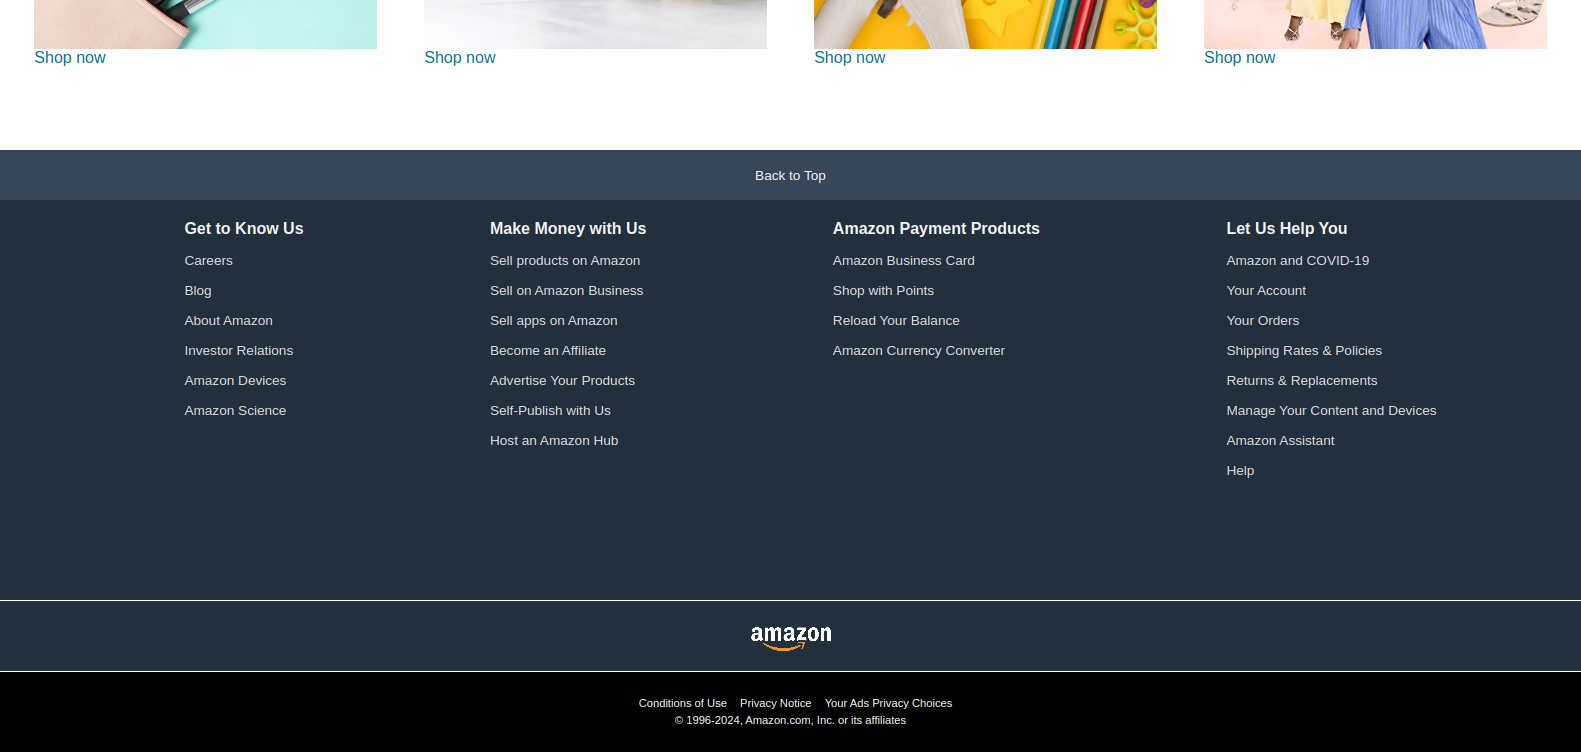 Shop now
Shop now
Shop now
Shop now
Back to Top
Get to Know Us
Careers
Blog
About Amazon
Investor Relations
Amazon Devices
Amazon Science
Make Money with Us
Sell products on Amazon
Sell on Amazon Business
Sell apps on Amazon
Become an Affiliate
Advertise Your Products
Self-Publish with Us
Host an Amazon Hub
Amazon Payment Products
Amazon Business Card
Shop with Points
Reload Your Balance
Amazon Currency Converter
Let Us Help You
Amazon and COVID-19
Your Account
Your Orders
Shipping Rates & Policies
Returns & Replacements
Manage Your Content and Devices
Amazon Assistant
Help
amazon
Conditions of Use Privacy Notice Your Ads Privacy Choices
© 1996-2024, Amazon.com, Inc. or its affiliates